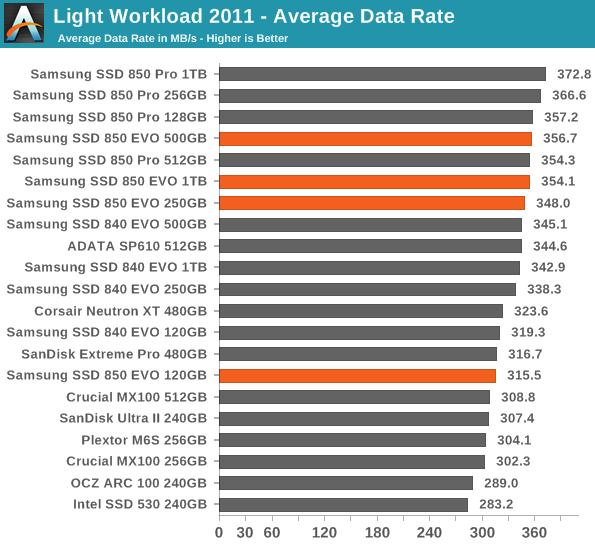 Light Workload 2011 - Average Data Rate
Average Data Rate in MB/s - Higher is Better
Samsung SSD 850 Pro 1TB 372.8
Samsung SSD 850 Pro 256GB 366.6
Samsung SSD 850 Pro 128GB 357.2
Samsung SSD 850 EVO 500GB 356.7
Samsung SSD 850 Pro 512GB 354.3
Samsung SSD 850 EVO 1TB 354.1
Samsung SSD 850 EVO 250GB 348.0
Samsung SSD 840 EVO 500GB 345.1
ADATA SP610 512GB 344.6
Samsung SSD 840 EVO 1TB 342.9
Samsung SSD 840 EVO 250GB 338.3
Corsair Neutron XT 480GB 323.6
Samsung SSD 840 EVO 120GB 319.3
SanDisk Extreme Pro 480GB 316.7
Samsung SSD 850 EVO 120GB 315.5
Crucial MX100 512GB 308.8
SanDisk Ultra II 240GB 307.4
Plextor M6S 256GB 304.1
Crucial MX100 256GB 302.3
OCZ ARC 100 240GB 289.0
Intel SSD 530 240GB 283.2
0 30 60 120 180 240 300 360